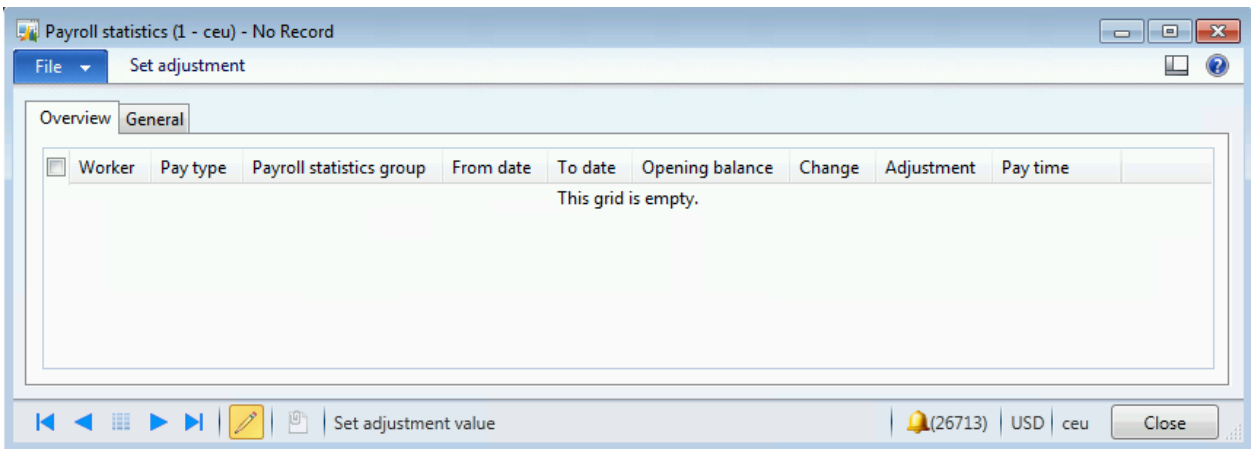 Payroll statistics (1 - ceu) - No Record
File Set adjustment
Overview General
Worker Pay type Payroll statistics group From date To date Opening balance Change Adjustment Pay time
This grid is empty.
Set adjustment value (26713) USD ceu Close